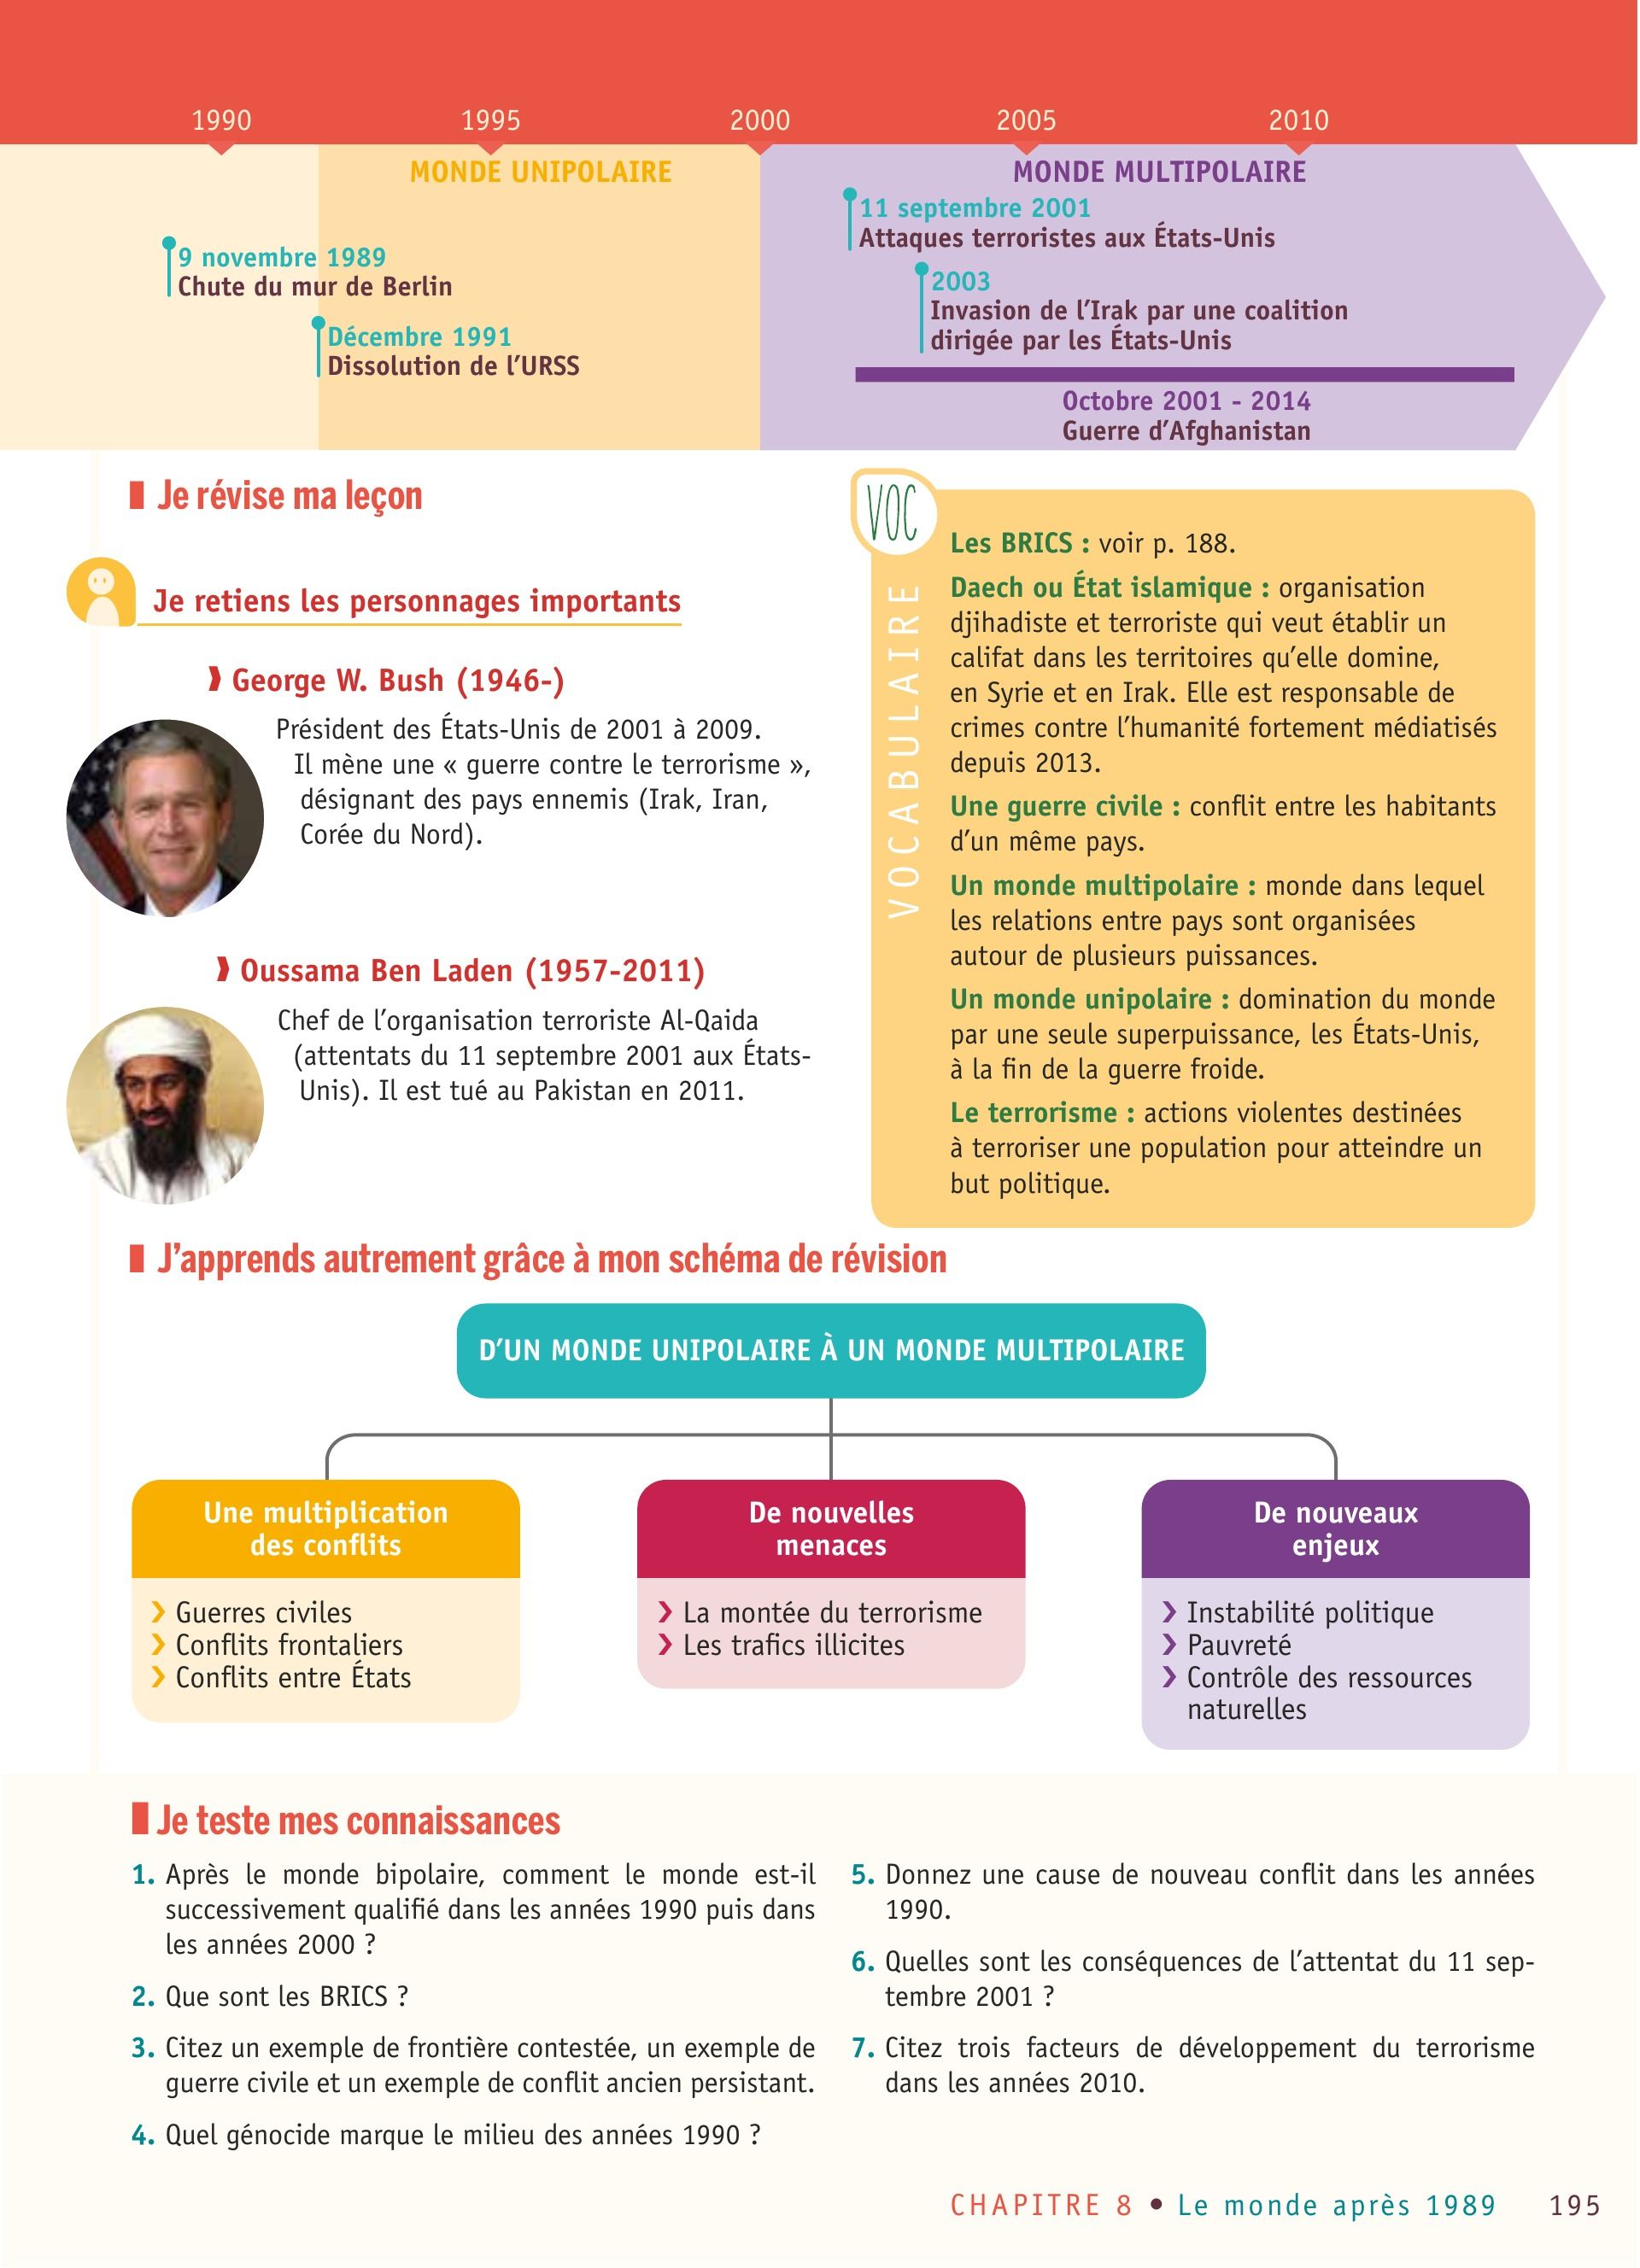 1990 1995 2000 2005 2010
MONDE UNIPOLAIRE
MONDE MULTIPOLAIRE
9 novembre 1989
Chute du mur de Berlin
Décembre 1991
Dissolution de l'URSS
11 septembre 2001
Attaques terroristes aux États-Unis
2003
Invasion de l'Irak par une coalition
dirigée par les États-Unis
Octobre 2001 - 2014
Guerre d'Afghanistan
Je révise ma leçon
Je retiens les personnages importants
George W. Bush (1946-)
Président des États-Unis de 2001 à 2009.
Il mène une « guerre contre le terrorisme »,
désignant des pays ennemis (Irak, Iran,
Corée du Nord).
Oussama Ben Laden (1957-2011)
Chef de l'organisation terroriste Al-Qaida
(attentats du 11 septembre 2001 aux États-
Unis). Il est tué au Pakistan en 2011.
VOC
VOCABULAIRE
Les BRICS : voir p. 188.
Daech ou État islamique : organisation
djihadiste et terroriste qui veut établir un
califat dans les territoires qu'elle domine,
en Syrie et en Irak. Elle est responsable de
crimes contre l'humanité fortement médiatisés
depuis 2013.
Une guerre civile : conflit entre les habitants
d'un même pays.
Un monde multipolaire : monde dans lequel
les relations entre pays sont organisées
autour de plusieurs puissances.
Un monde unipolaire : domination du monde
par une seule superpuissance, les États-Unis,
à la fin de la guerre froide.
Le terrorisme : actions violentes destinées
à terroriser une population pour atteindre un
but politique.
J'apprends autrement grâce à mon schéma de révision
D'UN MONDE UNIPOLAIRE À UN MONDE MULTIPOLAIRE
Une multiplication
des conflits
Guerres civiles
Conflits frontaliers
Conflits entre États
De nouvelles
menaces
La montée du terrorisme
Les trafics illicites
De nouveaux
enjeux
Instabilité politique
Pauvreté
Contrôle des ressources
naturelles
Je teste mes connaissances
1. Après le monde bipolaire, comment le monde est-il
successivement qualifié dans les années 1990 puis dans
les années 2000 ?
2. Que sont les BRICS ?
3. Citez un exemple de frontière contestée, un exemple de
guerre civile et un exemple de conflit ancien persistant.
4. Quel génocide marque le milieu des années 1990 ?
5. Donnez une cause de nouveau conflit dans les années
1990.
6. Quelles sont les conséquences de l'attentat du 11 sep-
tembre 2001 ?
7. Citez trois facteurs de développement du terrorisme
dans les années 2010.
CHAPITRE 8 • Le monde après 1989 195